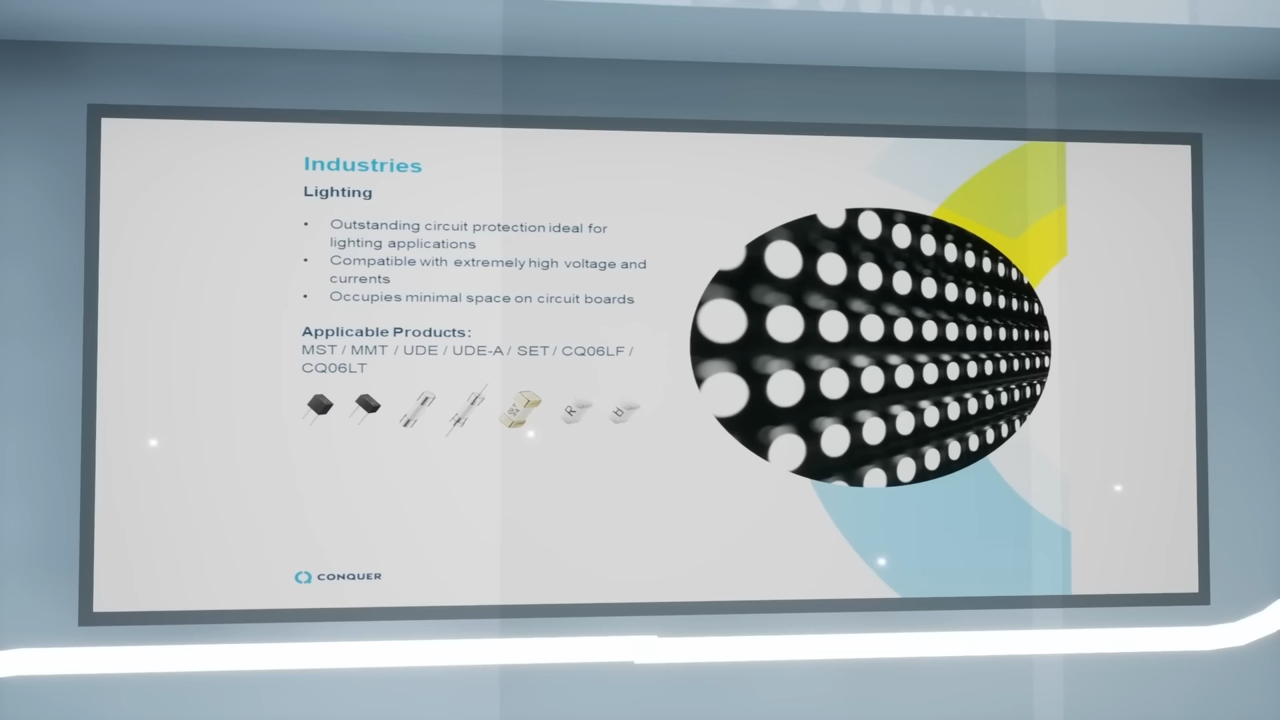 Industries
Lighting
• Outstanding circuit protection ideal for
lighting applications
• Compatible with extremely high voltage and
currents
• Occupies minimal space on circuit boards
Applicable Products:
MST / MMT / UDE / UDE-A / SET / CQ06LF /
CQ06LT
R
d
CONQUER